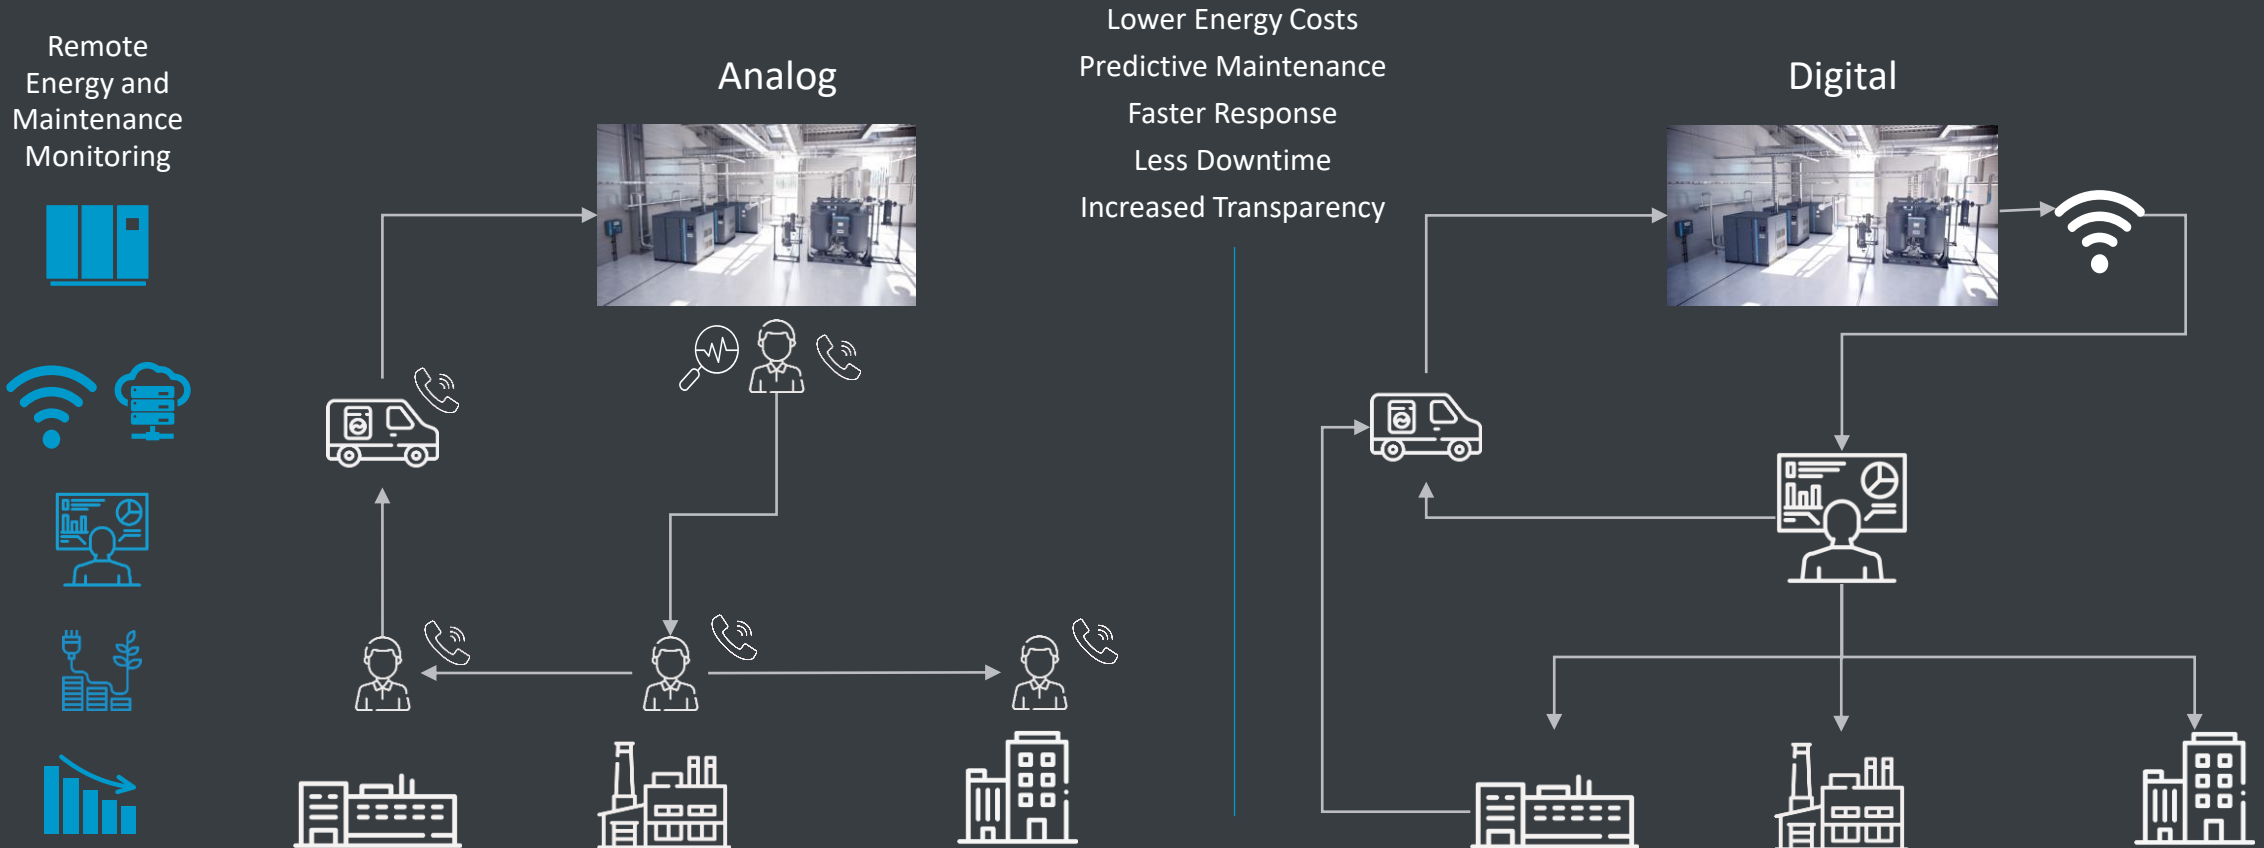 Remote
Energy and
Maintenance
Monitoring
Analog
Lower Energy Costs
Predictive Maintenance
Faster Response
Less Downtime
Increased Transparency
Digital